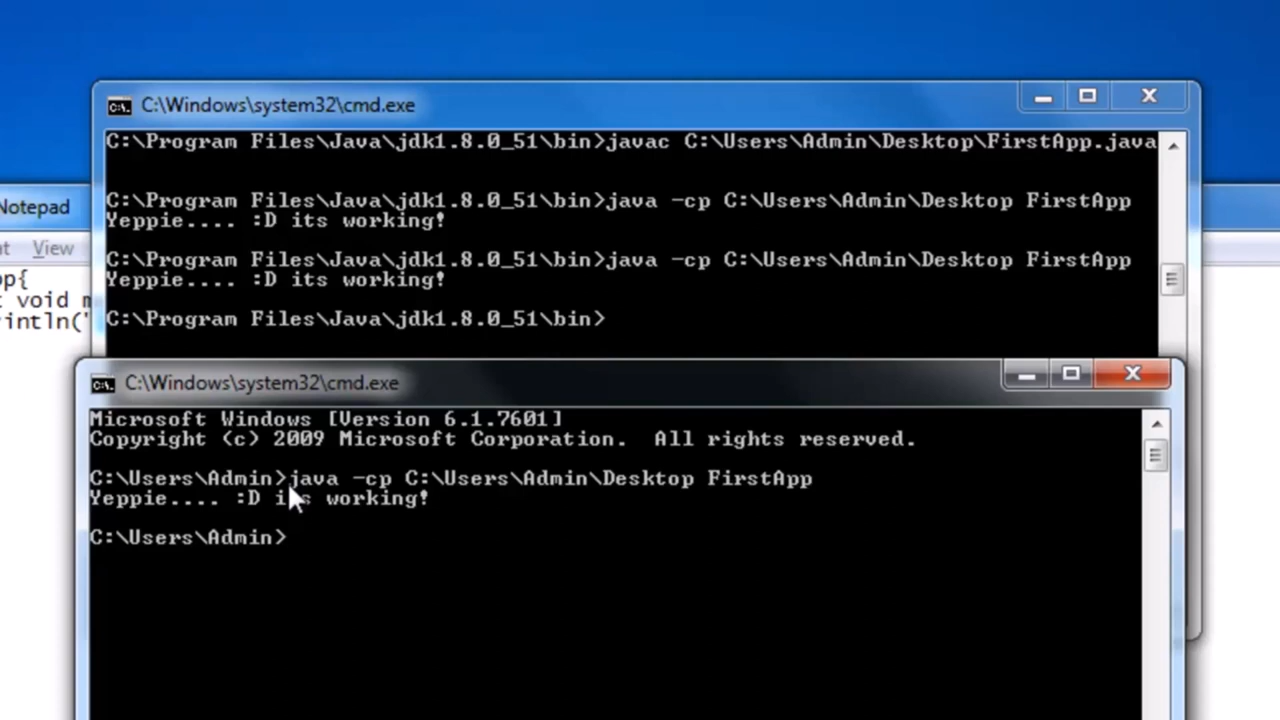 C:\Windows\system32\cmd.exe
C:\Program Files\Java\jdk1.8.0_51\bin>javac C:\Users\Admin\Desktop\FirstApp.java
C:\Program Files\Java\jdk1.8.0_51\bin>java -cp C:\Users\Admin\Desktop FirstApp
Yeppie.... :D its working!
C:\Program Files\Java\jdk1.8.0_51\bin>java -cp C:\Users\Admin\Desktop FirstApp
Yeppie.... :D its working!
C:\Program Files\Java\jdk1.8.0_51\bin>
Notepad
View
void
C:\Windows\system32\cmd.exe
Microsoft Windows [Version 6.1.7601]
Copyright (c) 2009 Microsoft Corporation.  All rights reserved.
C:\Users\Admin>java -cp C:\Users\Admin\Desktop FirstApp
Yeppie.... :D its working!
C:\Users\Admin>